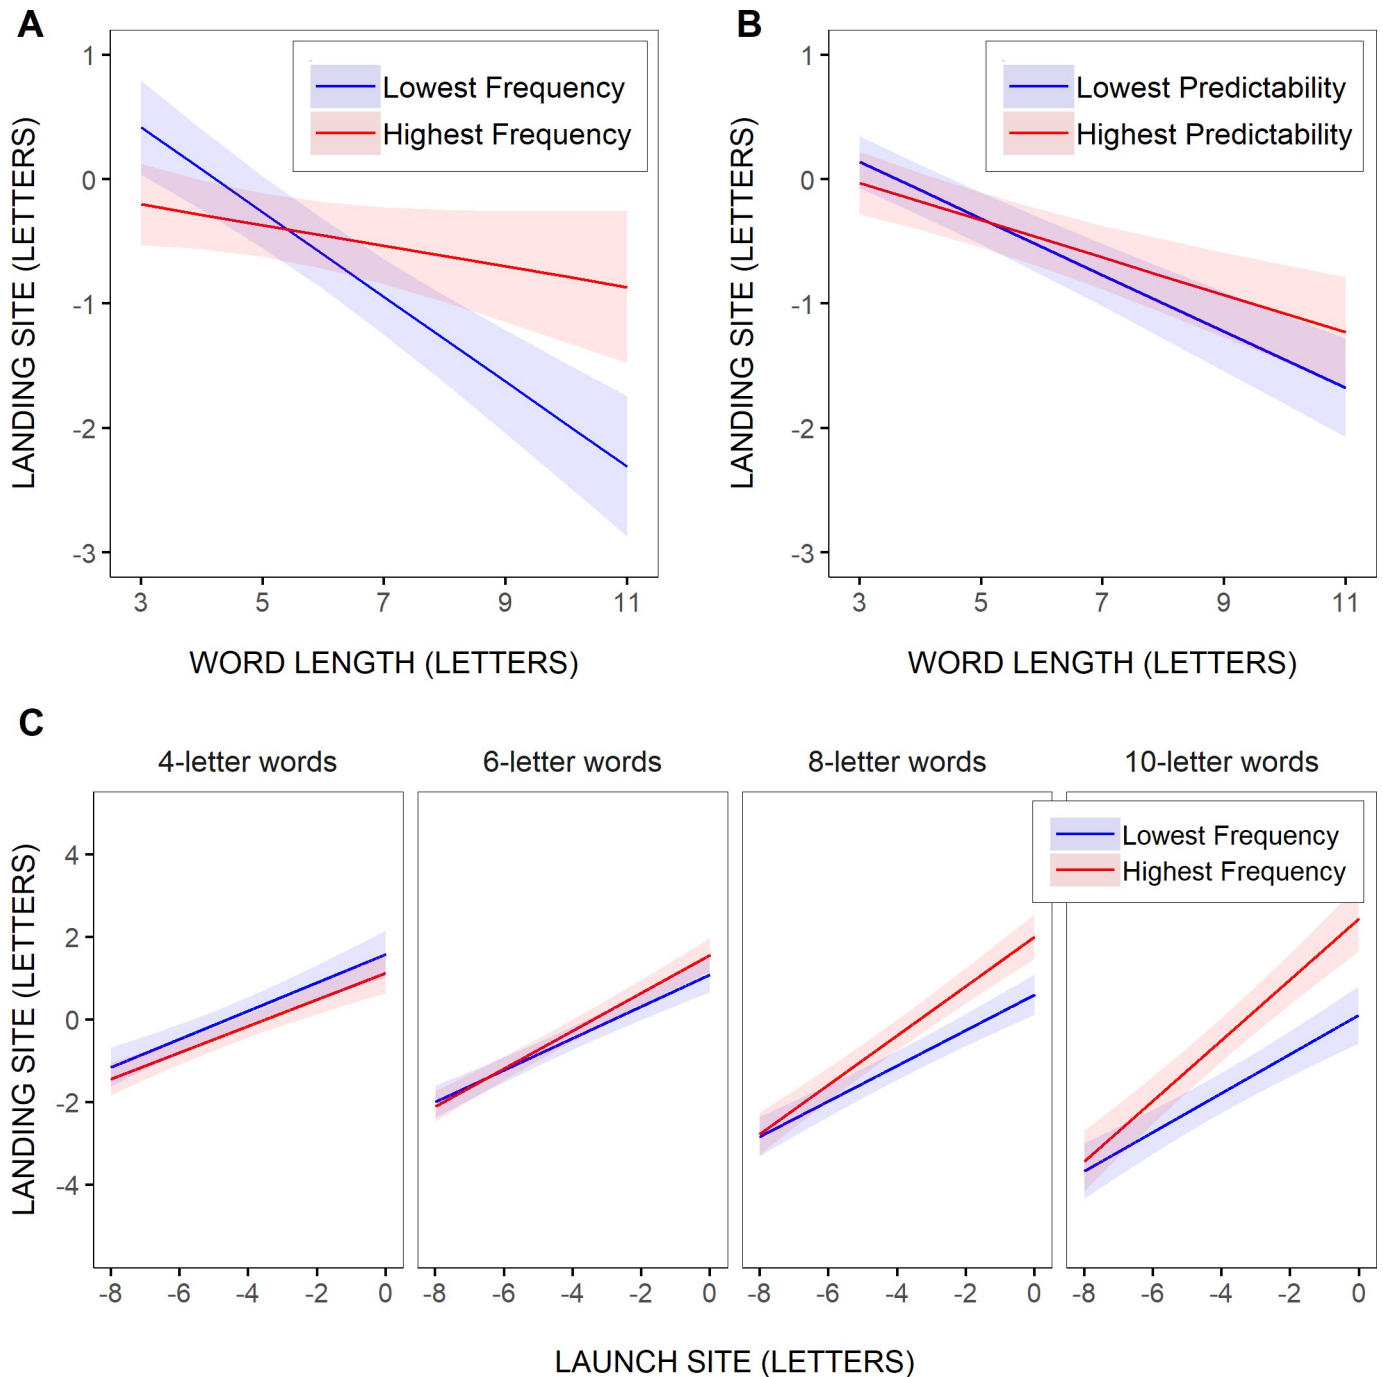 A
LANDING SITE (LETTERS)
1
0
-1
-2
-3
Lowest Frequency
Highest Frequency
3 5 7 9 11
WORD LENGTH (LETTERS)
B
LANDING SITE (LETTERS)
1
0
-1
-2
-3
Lowest Predictability
Highest Predictability
3 5 7 9 11
WORD LENGTH (LETTERS)
C
4-letter words 6-letter words 8-letter words 10-letter words
LANDING SITE (LETTERS)
4
2
0
-2
-4
Lowest Frequency
Highest Frequency
-8 -6 -4 -2 0 -8 -6 -4 -2 0 -8 -6 -4 -2 0 -8 -6 -4 -2 0
LAUNCH SITE (LETTERS)